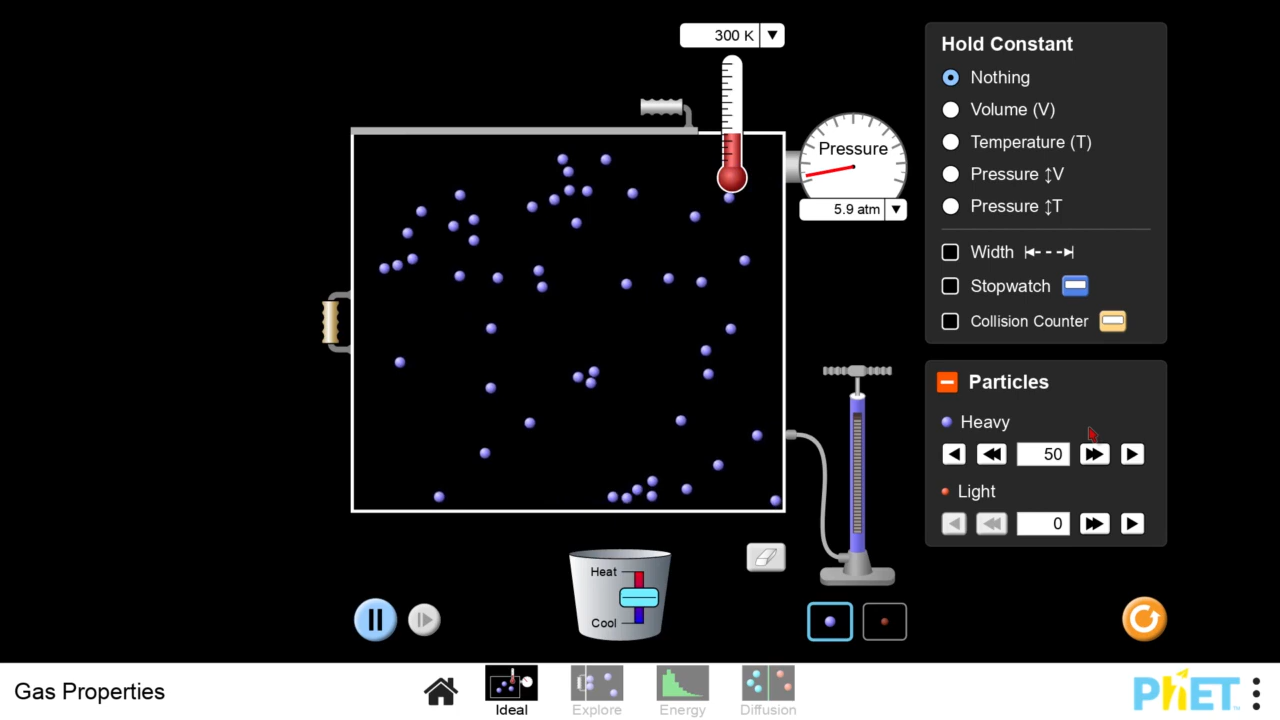 300 K
Pressure
5.9 atm
Hold Constant
Nothing
Volume (V)
Temperature (T)
Pressure ↕V
Pressure ↕T
Width
Stopwatch
Collision Counter
Particles
Heavy
50
Light
0
Heat
Cool
Gas Properties
Ideal
Explore
Energy
Diffusion
PhET